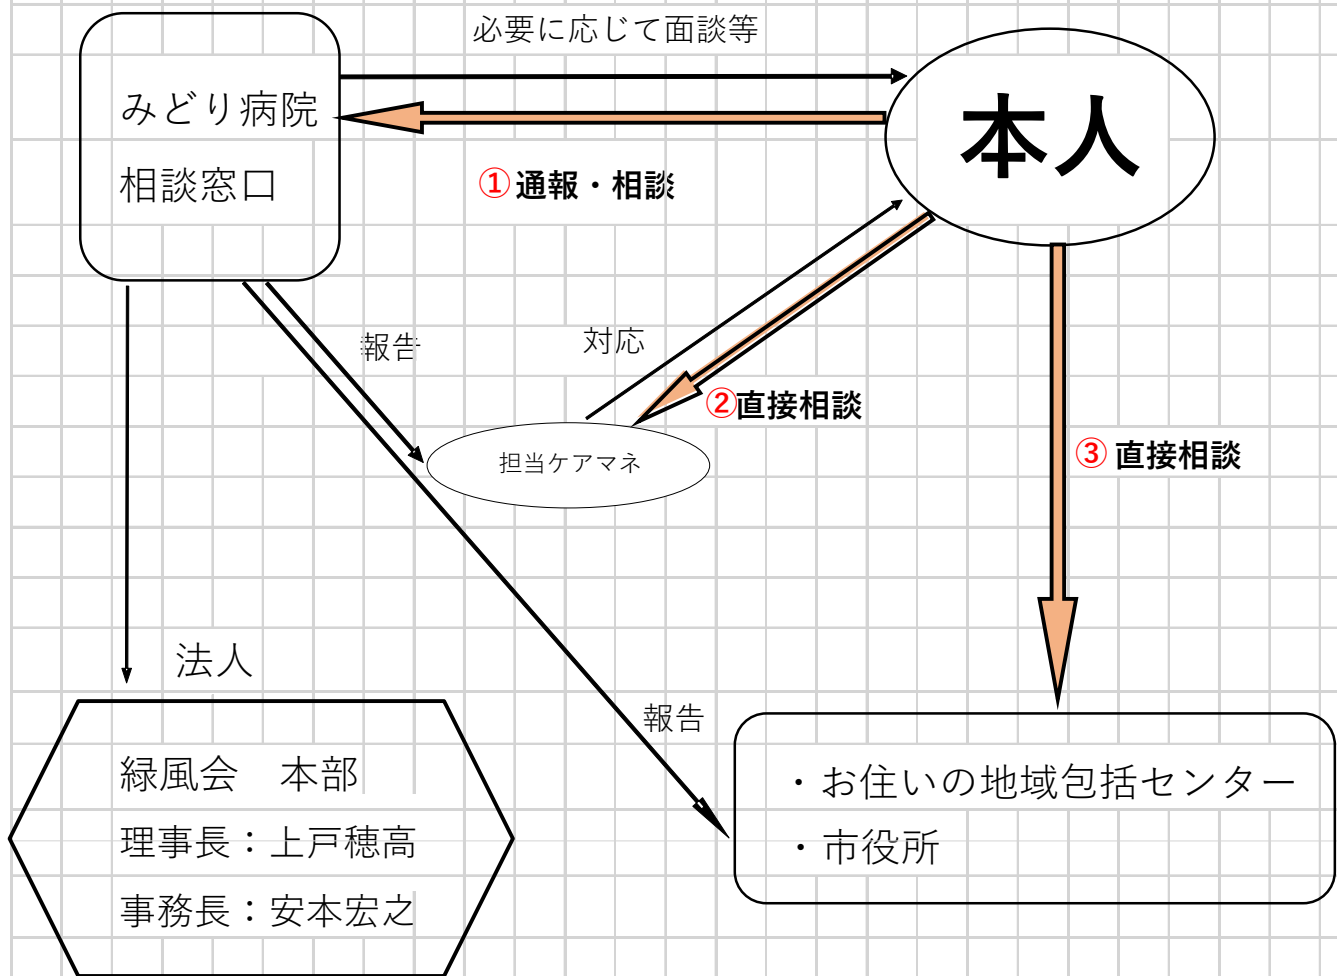 必要に応じて面談等
みどり病院
相談窓口
本人
①通報・相談
報告
対応
②直接相談
担当ケアマネ
③ 直接相談
法人
報告
緑風会　本部
理事長：上戸穂高
事務長：安本宏之
・お住いの地域包括センター
・市役所